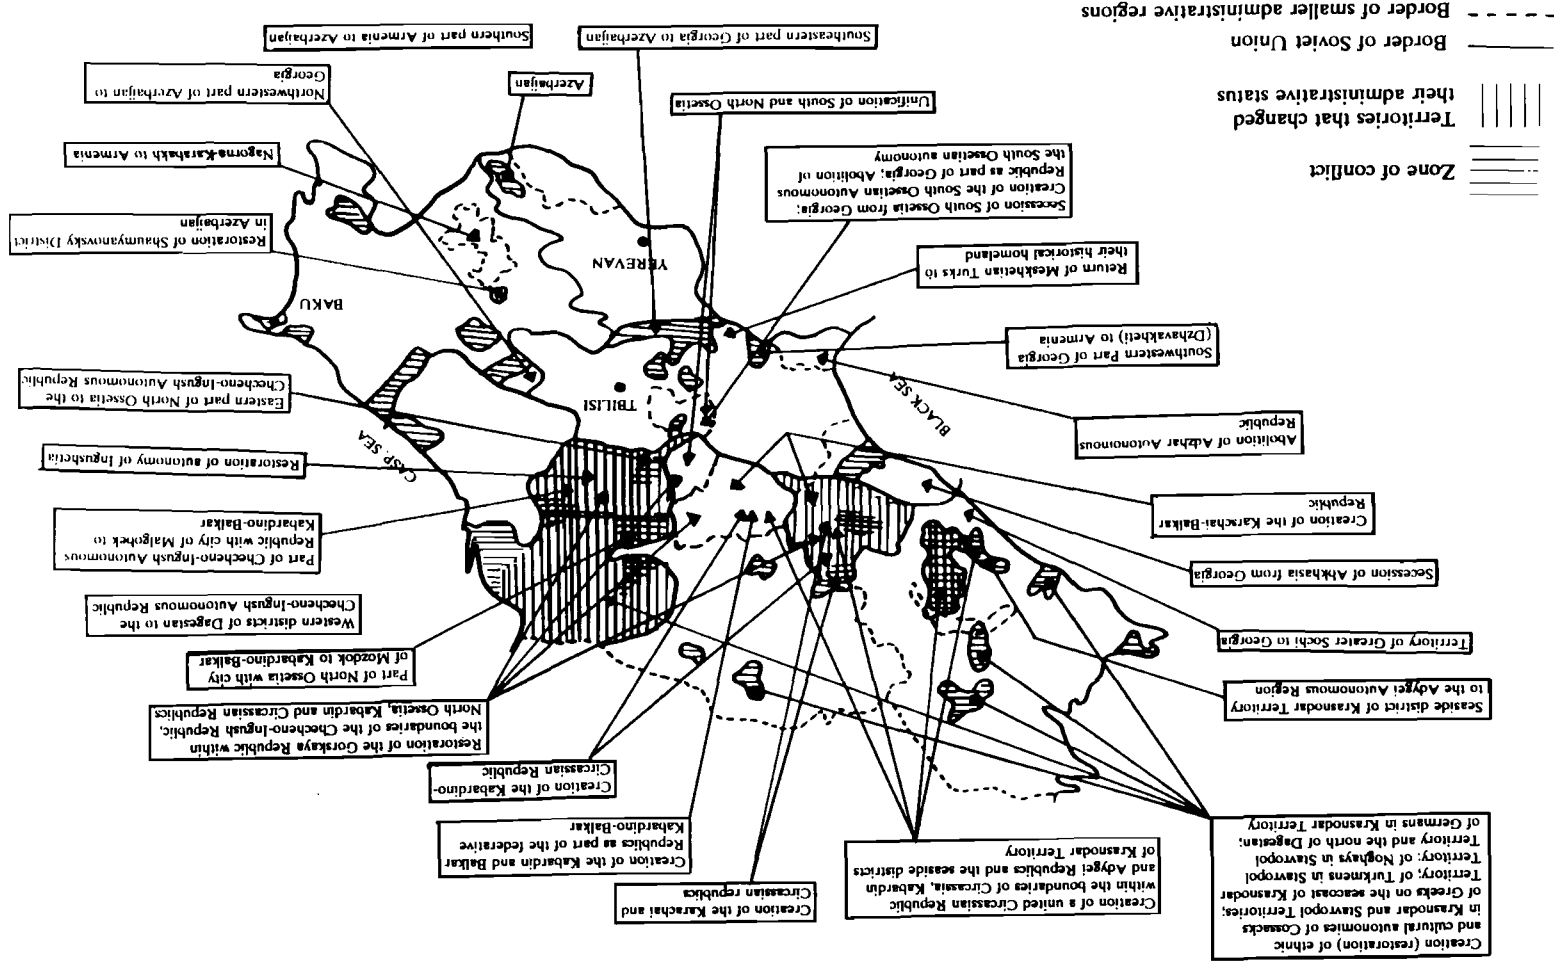 Creation (restoration) of ethnic
and cultural autonomies of Cossacks
in Krasnodar and Stavropol Territories;
of Greeks on the seacoast of Krasnodar
Territory; of Turkmens in Stavropol
Territory: of Noghays in Stavropol
Territory and the north of Dagestan;
of Germans in Krasnodar Territory
Creation of a united Circassian Republic
within the boundaries of Circassia, Kabardin
and Adygei Republics and the seaside districts
of Krasnodar Territory
Creation of the Karachai and
Circassian republics
Creation of the Kabardin and Balkar
Republics as part of the federative
Kabardino-Balkar
Creation of the Kabardino-
Circassian Republic
Restoration of the Gorskaya Republic within
the boundaries of the Checheno-Ingush Republic,
North Ossetia, Kabardin and Circassian Republics
Part of North Ossetia with city
of Mozdok to Kabardino-Balkar
Western districts of Dagestan to the
Checheno-Ingush Autonomous Republic
Part of Checheno-Ingush Autonomous
Republic with city of Malgobek to
Kabardino-Balkar
Restoration of autonomy of Ingushetia
Eastern part of North Ossetia to the
Checheno-Ingush Autonomous Republic
Restoration of Shaumyanovsky District
in Azerbaijan
Nagorna-Karabakh to Armenia
Northwestern part of Azerbaijan to
Georgia
Southern part of Armenia to Azerbaijan
Azerbaijan
Southeastern part of Georgia to Azerbaijan
Unification of South and North Ossetia
Secession of South Ossetia from Georgia;
Creation of the South Ossetian Autonomous
Republic as part of Georgia; Abolition of
the South Ossetian autonomy
Return of Meskhetian Turks to
their historical homeland
Southwestern Part of Georgia
(Dzhavakheti) to Armenia
Abolition of Adzhar Autonomous
Republic
Creation of the Karachai-Balkar
Republic
Secession of Abkhasia from Georgia
Territory of Greater Sochi to Georgia
Seaside district of Krasnodar Territory
to the Adygei Autonomous Region
BLACK SEA
CASP. SEA
TBILISI
BAKU
YEREVAN
Zone of conflict
Territories that changed
their administrative status
Border of Soviet Union
Border of smaller administrative regions